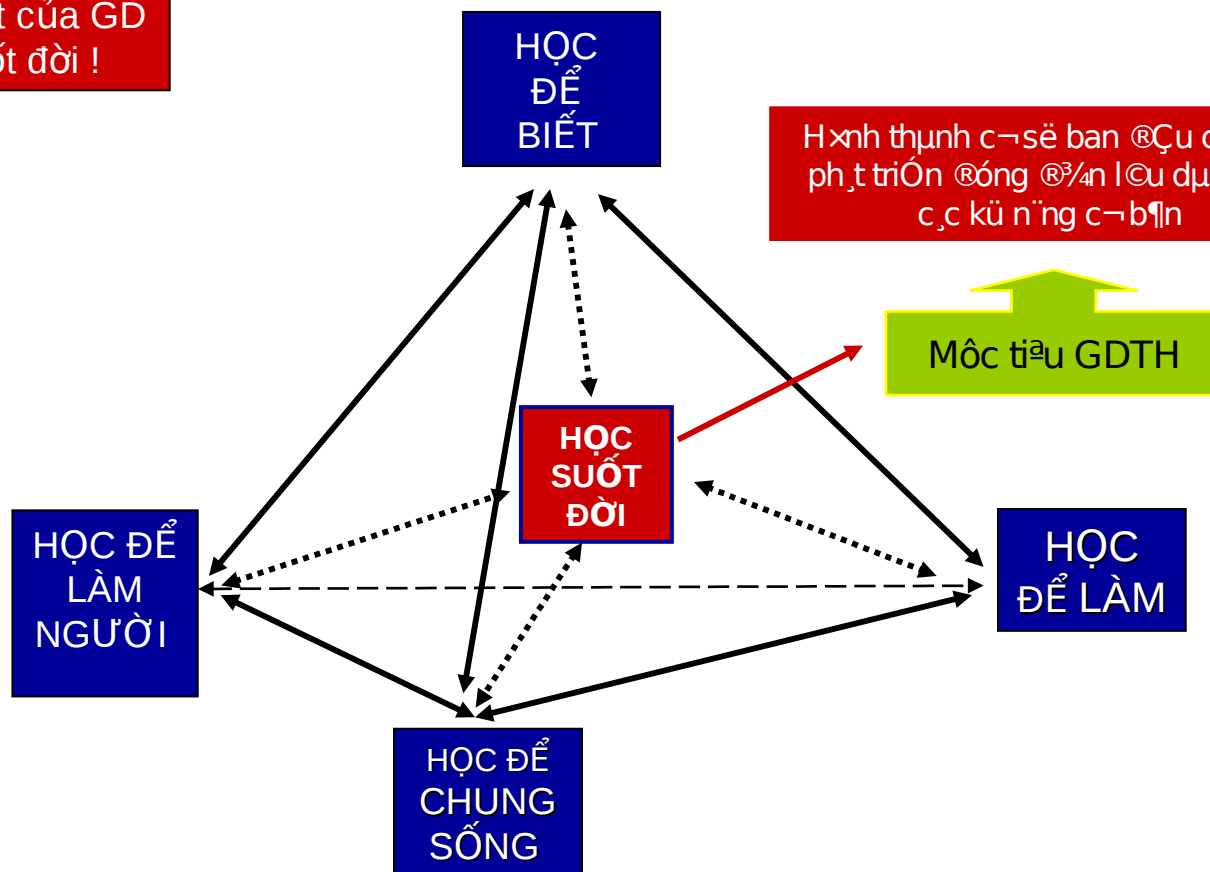 t của GD
ốt đời !
HỌC
ĐỂ
BIẾT
H×nh thµnh c¬ së ban ®Çu c
ph¸t triÓn ®óng ®¾n l©u dµ
c¸c kü n¨ng c¬ b¶n
Môc tiªu GDTH
HỌC
SUỐT
ĐỜI
HỌC ĐỂ
LÀM
NGƯỜI
HỌC
ĐỂ LÀM
HỌC ĐỂ
CHUNG
SỐNG